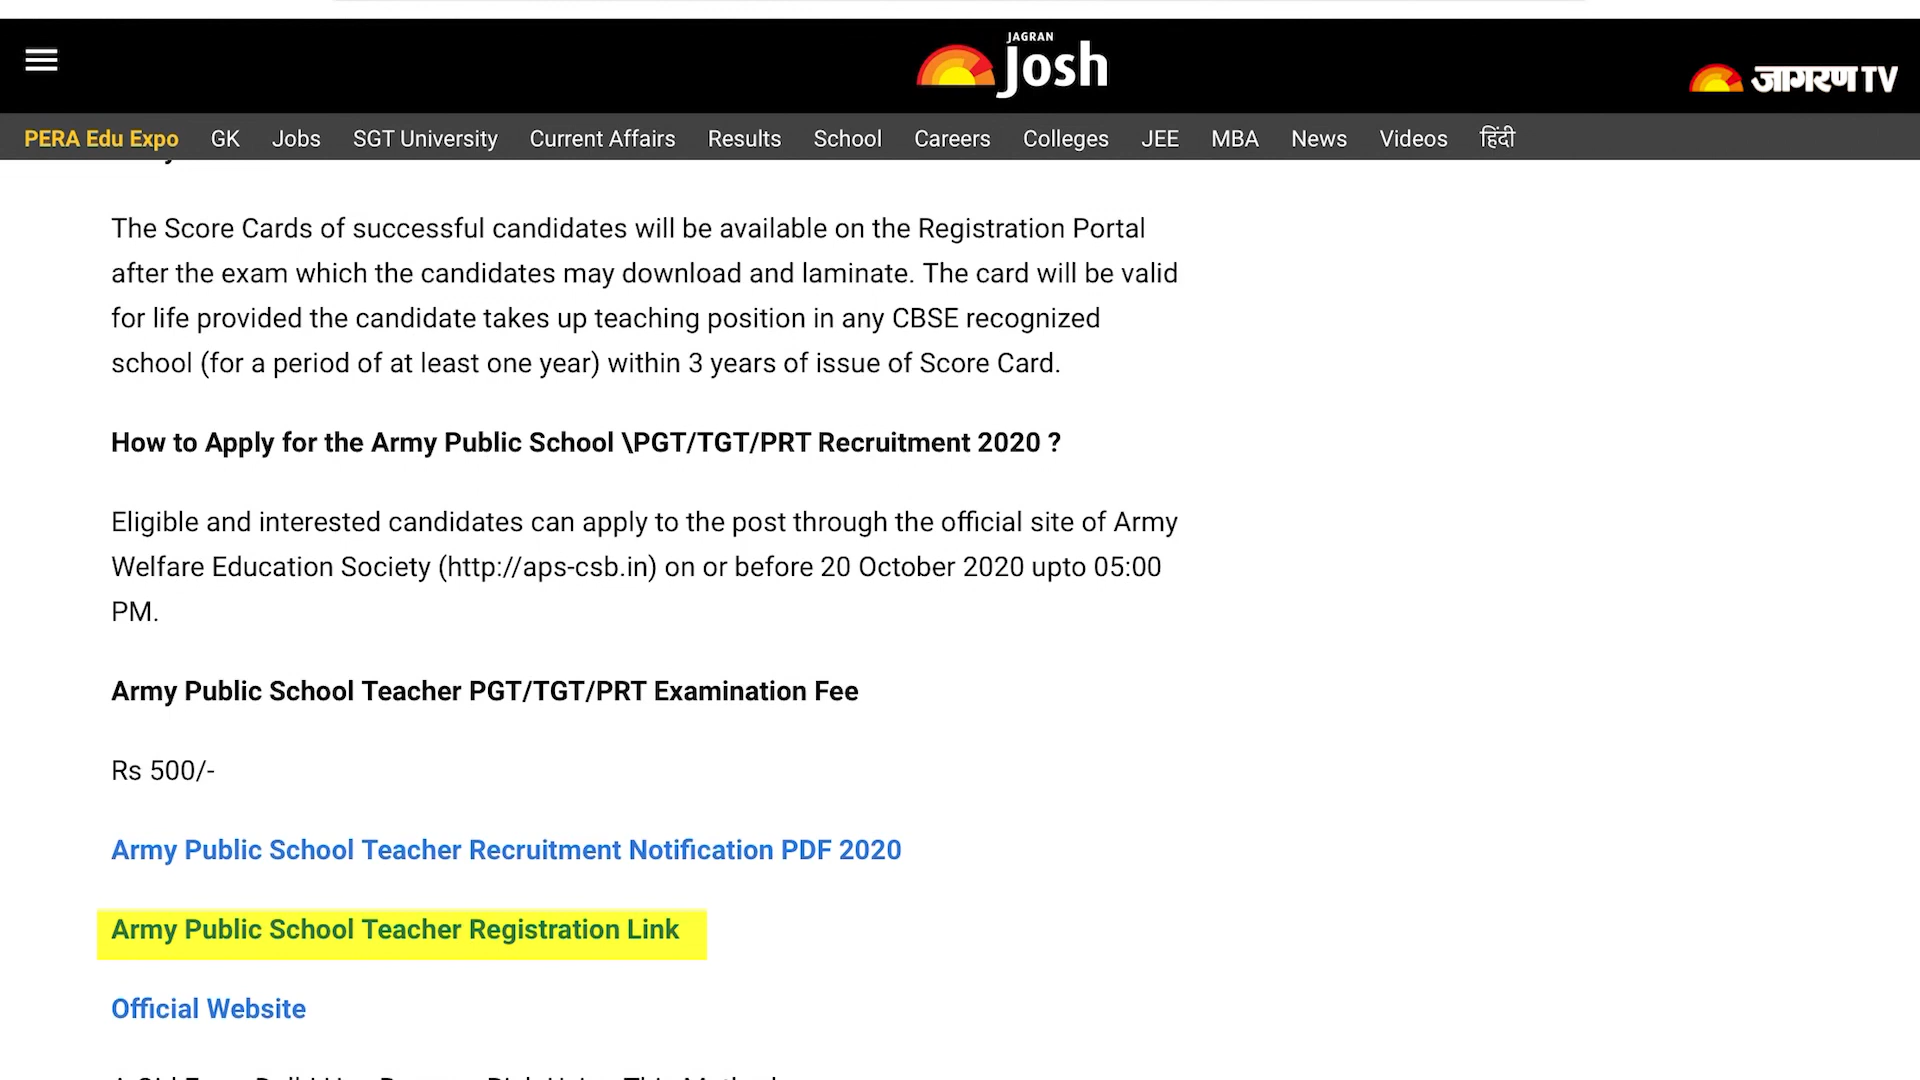 JAGRAN
Josh
जागरण TV
PERA Edu Expo GK Jobs SGT University Current Affairs Results School Careers Colleges JEE MBA News Videos हिंदी
The Score Cards of successful candidates will be available on the Registration Portal
after the exam which the candidates may download and laminate. The card will be valid
for life provided the candidate takes up teaching position in any CBSE recognized
school (for a period of at least one year) within 3 years of issue of Score Card.
How to Apply for the Army Public School \PGT/TGT/PRT Recruitment 2020 ?
Eligible and interested candidates can apply to the post through the official site of Army
Welfare Education Society (http://aps-csb.in) on or before 20 October 2020 upto 05:00
PM.
Army Public School Teacher PGT/TGT/PRT Examination Fee
Rs 500/-
Army Public School Teacher Recruitment Notification PDF 2020
Army Public School Teacher Registration Link
Official Website